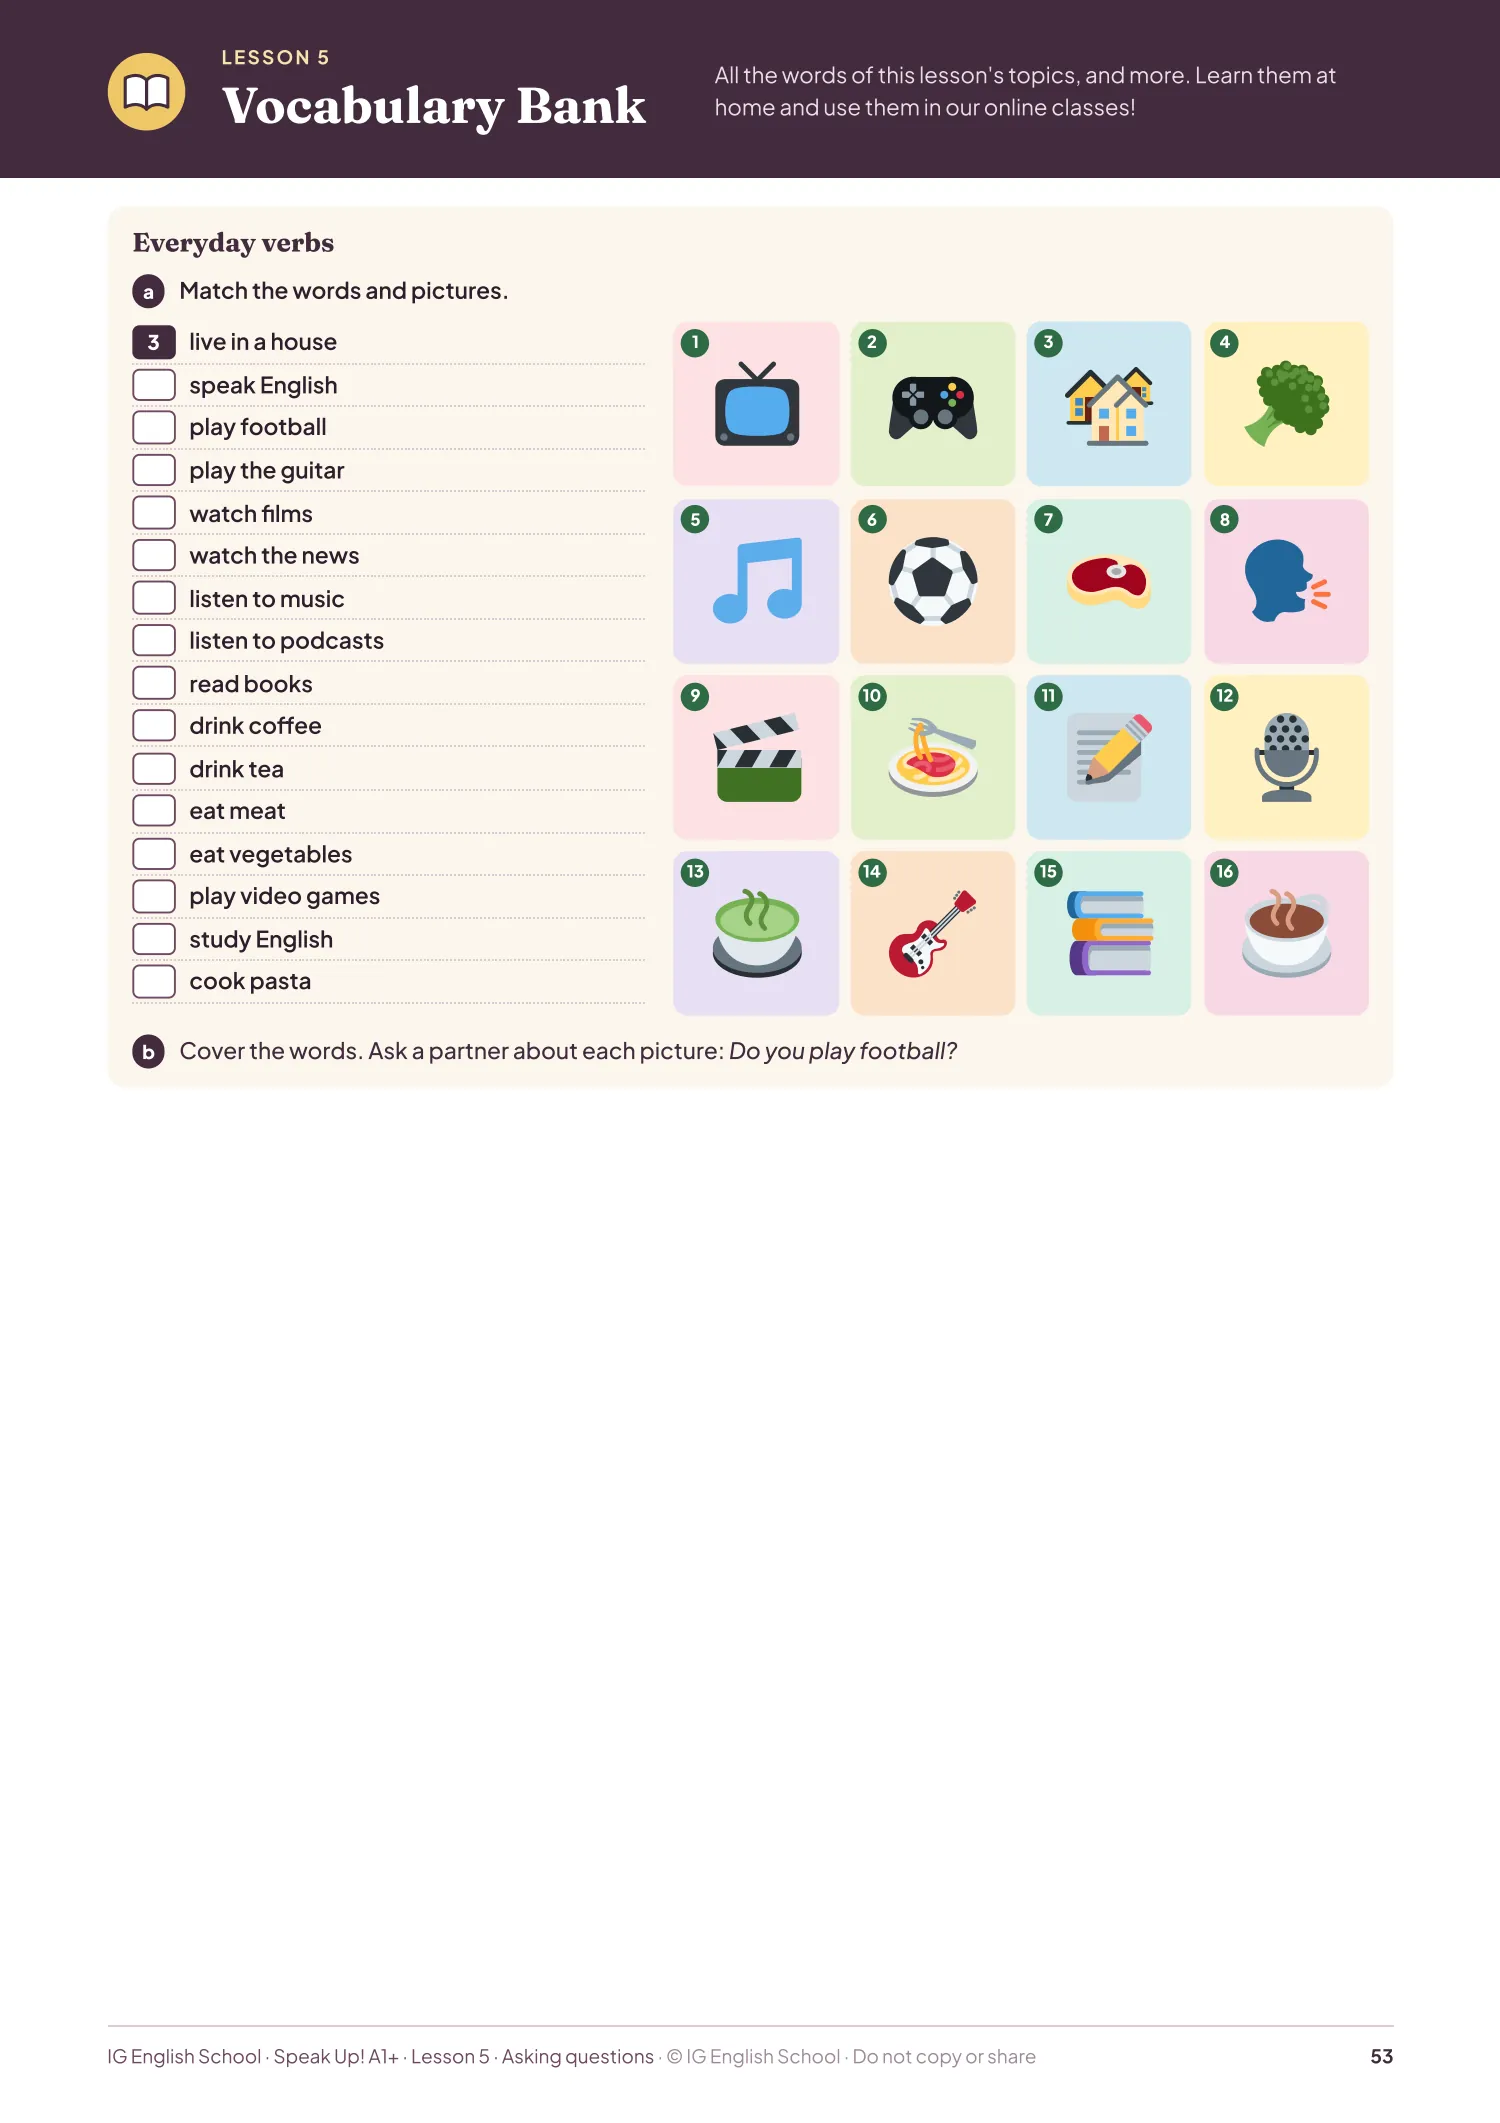 LESSON 5
Vocabulary Bank
All the words of this lesson's topics, and more. Learn them at
home and use them in our online classes!
Everyday verbs
a Match the words and pictures.
3 live in a house
speak English
play football
play the guitar
watch films
watch the news
listen to music
listen to podcasts
read books
drink coffee
drink tea
eat meat
eat vegetables
play video games
study English
cook pasta
1 2 3 4
5 6 7 8
9 10 11 12
13 14 15 16
b Cover the words. Ask a partner about each picture: Do you play football?
IG English School · Speak Up! A1+ · Lesson 5 · Asking questions · © IG English School · Do not copy or share 53